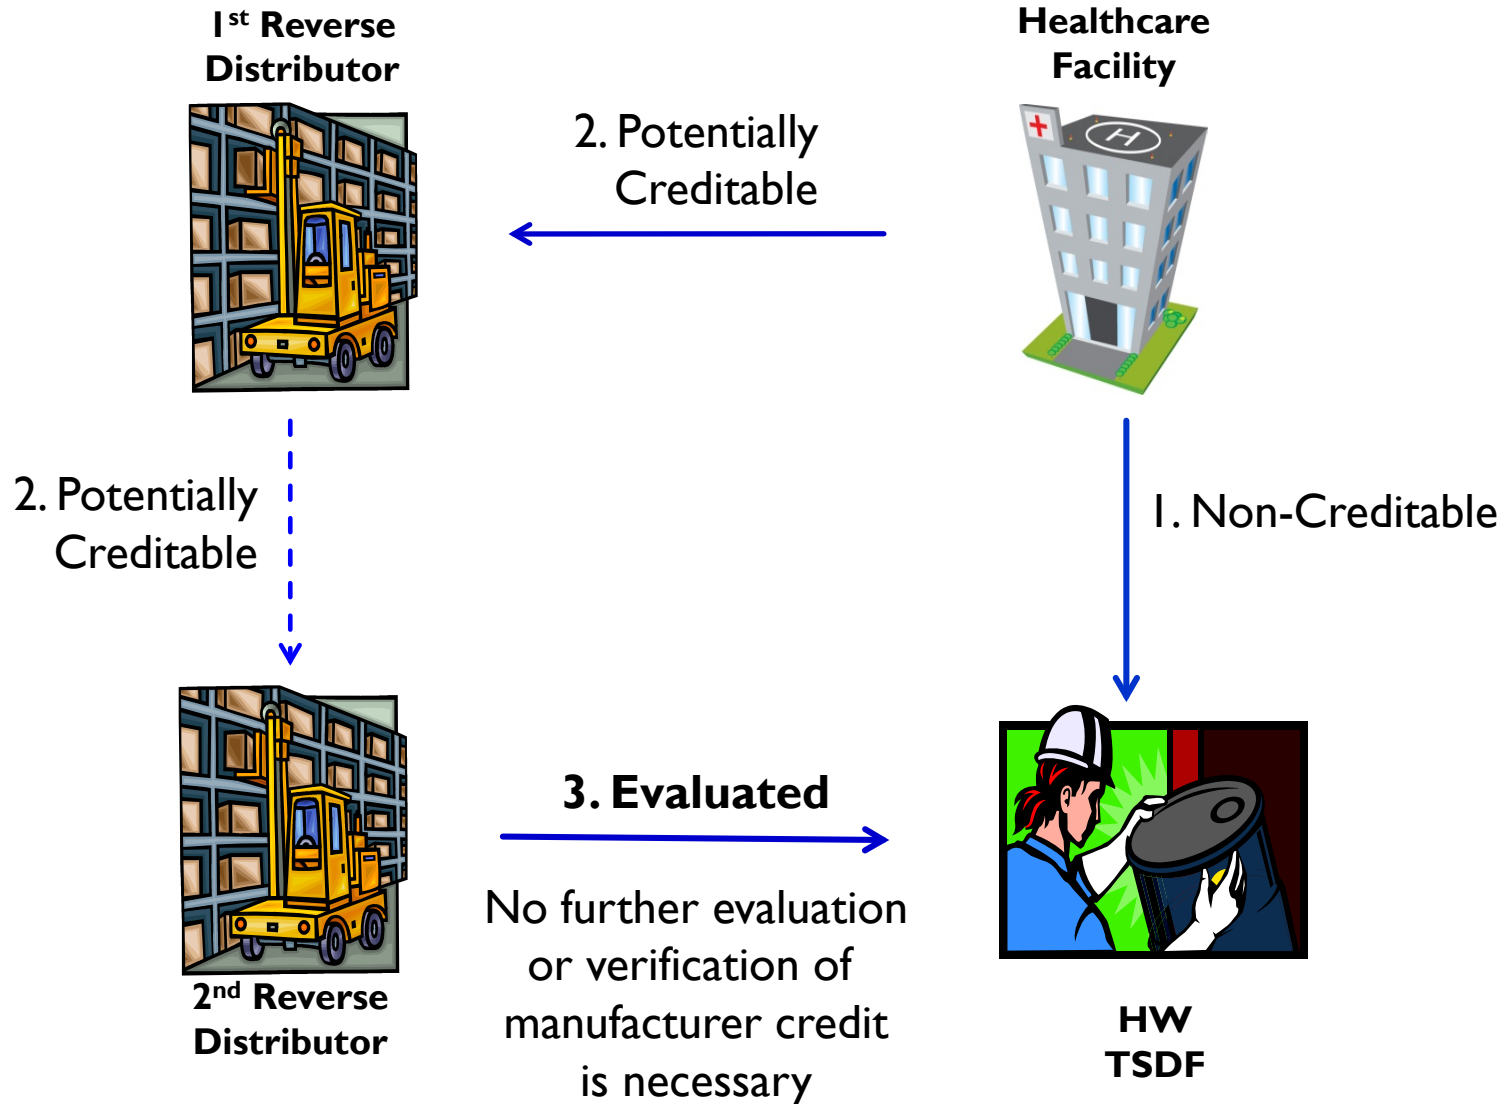 1st Reverse
Distributor
Healthcare
Facility
2. Potentially
Creditable
H
2. Potentially
Creditable
1. Non-Creditable
3. Evaluated
No further evaluation
or verification of
manufacturer credit
is necessary
2nd Reverse
Distributor
HW
TSDF